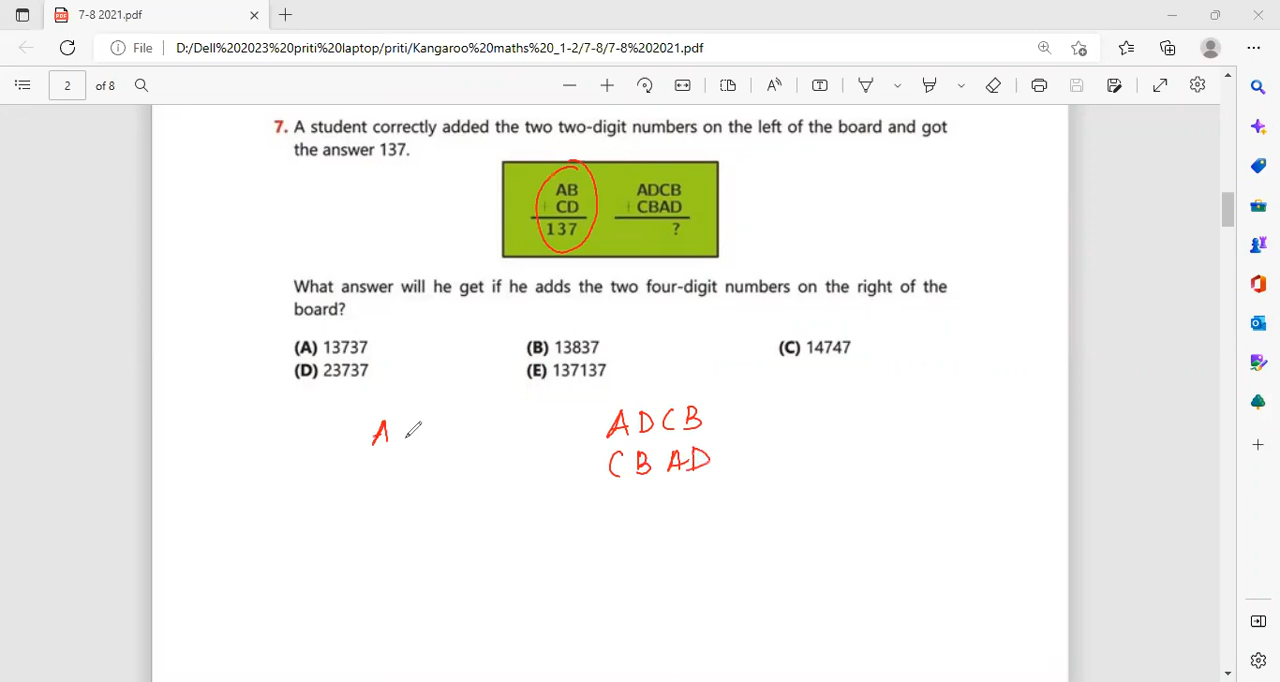 7-8 2021.pdf
File D:/Dell%202023%20priti%20laptop/priti/Kangaroo%20maths%20_1-2/7-8/7-8%202021.pdf
2 of 8
7. A student correctly added the two two-digit numbers on the left of the board and got
the answer 137.
AB ADCB
+ CD + CBAD
137 ?
What answer will he get if he adds the two four-digit numbers on the right of the
board?
(A) 13737 (B) 13837 (C) 14747
(D) 23737 (E) 137137
A D C B
A
C B A D